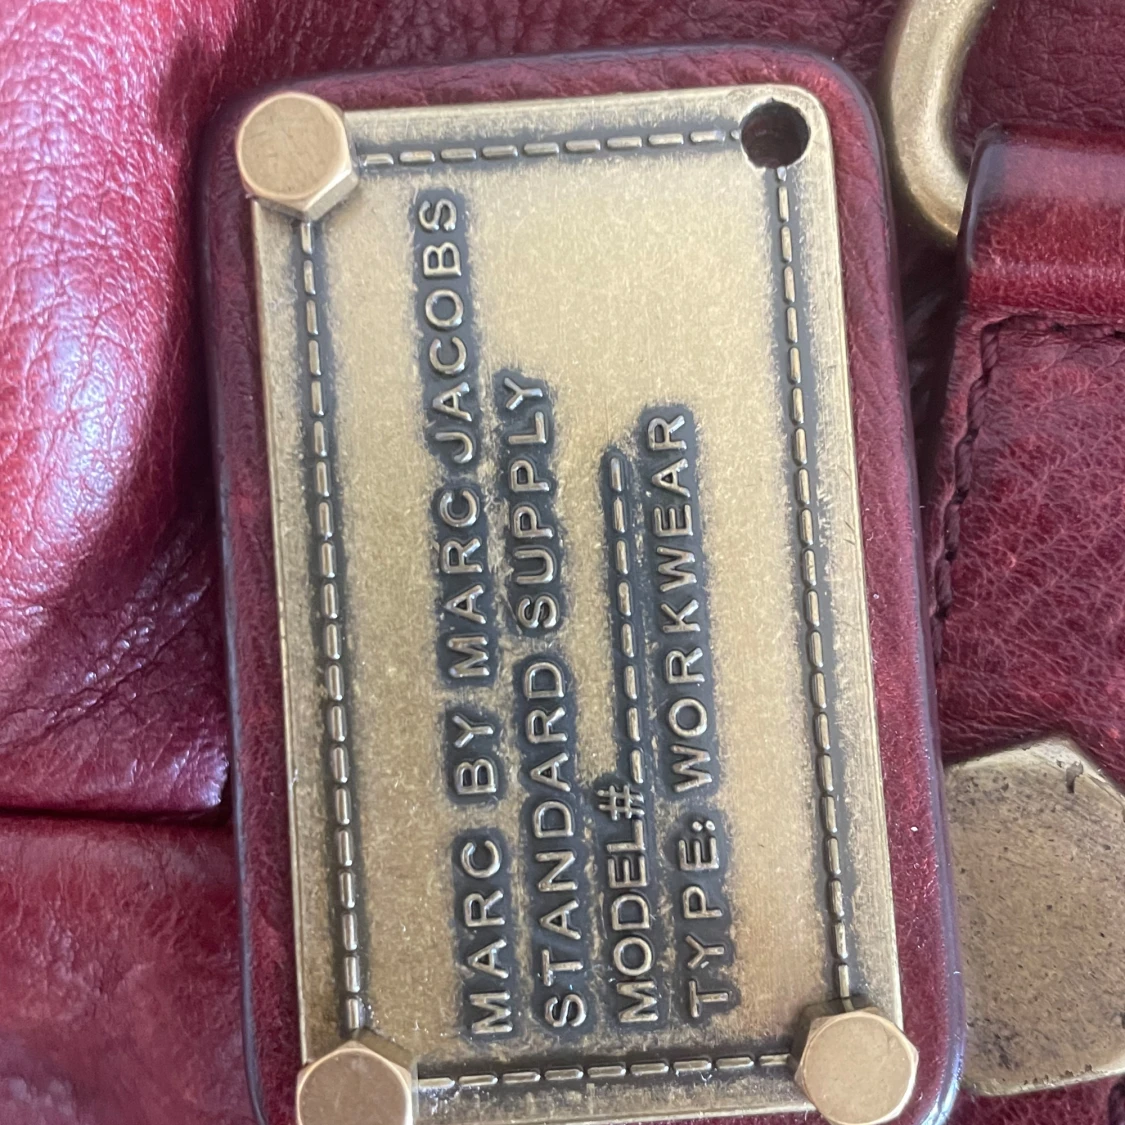 MARC BY MARC JACOBS
STANDARD SUPPLY
MODEL#
TYPE: WORKWEAR